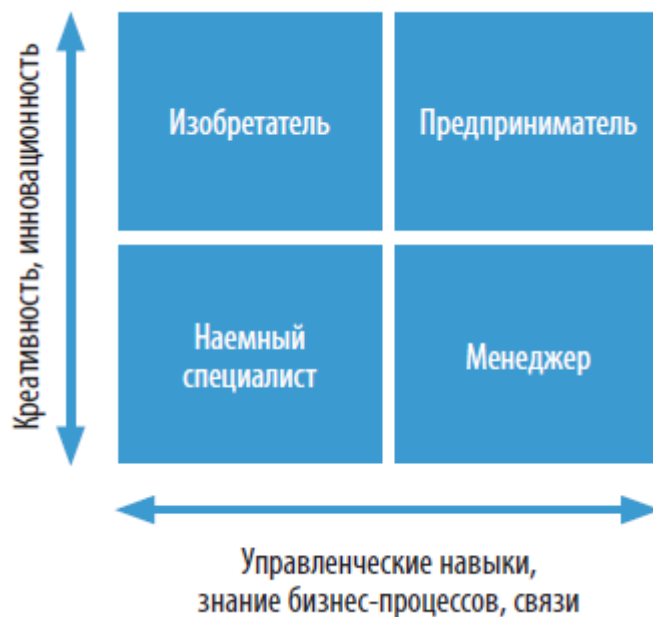 Креативность, инновационность
Изобретатель
Предприниматель
Наемный
специалист
Менеджер
Управленческие навыки,
знание бизнес-процессов, связи